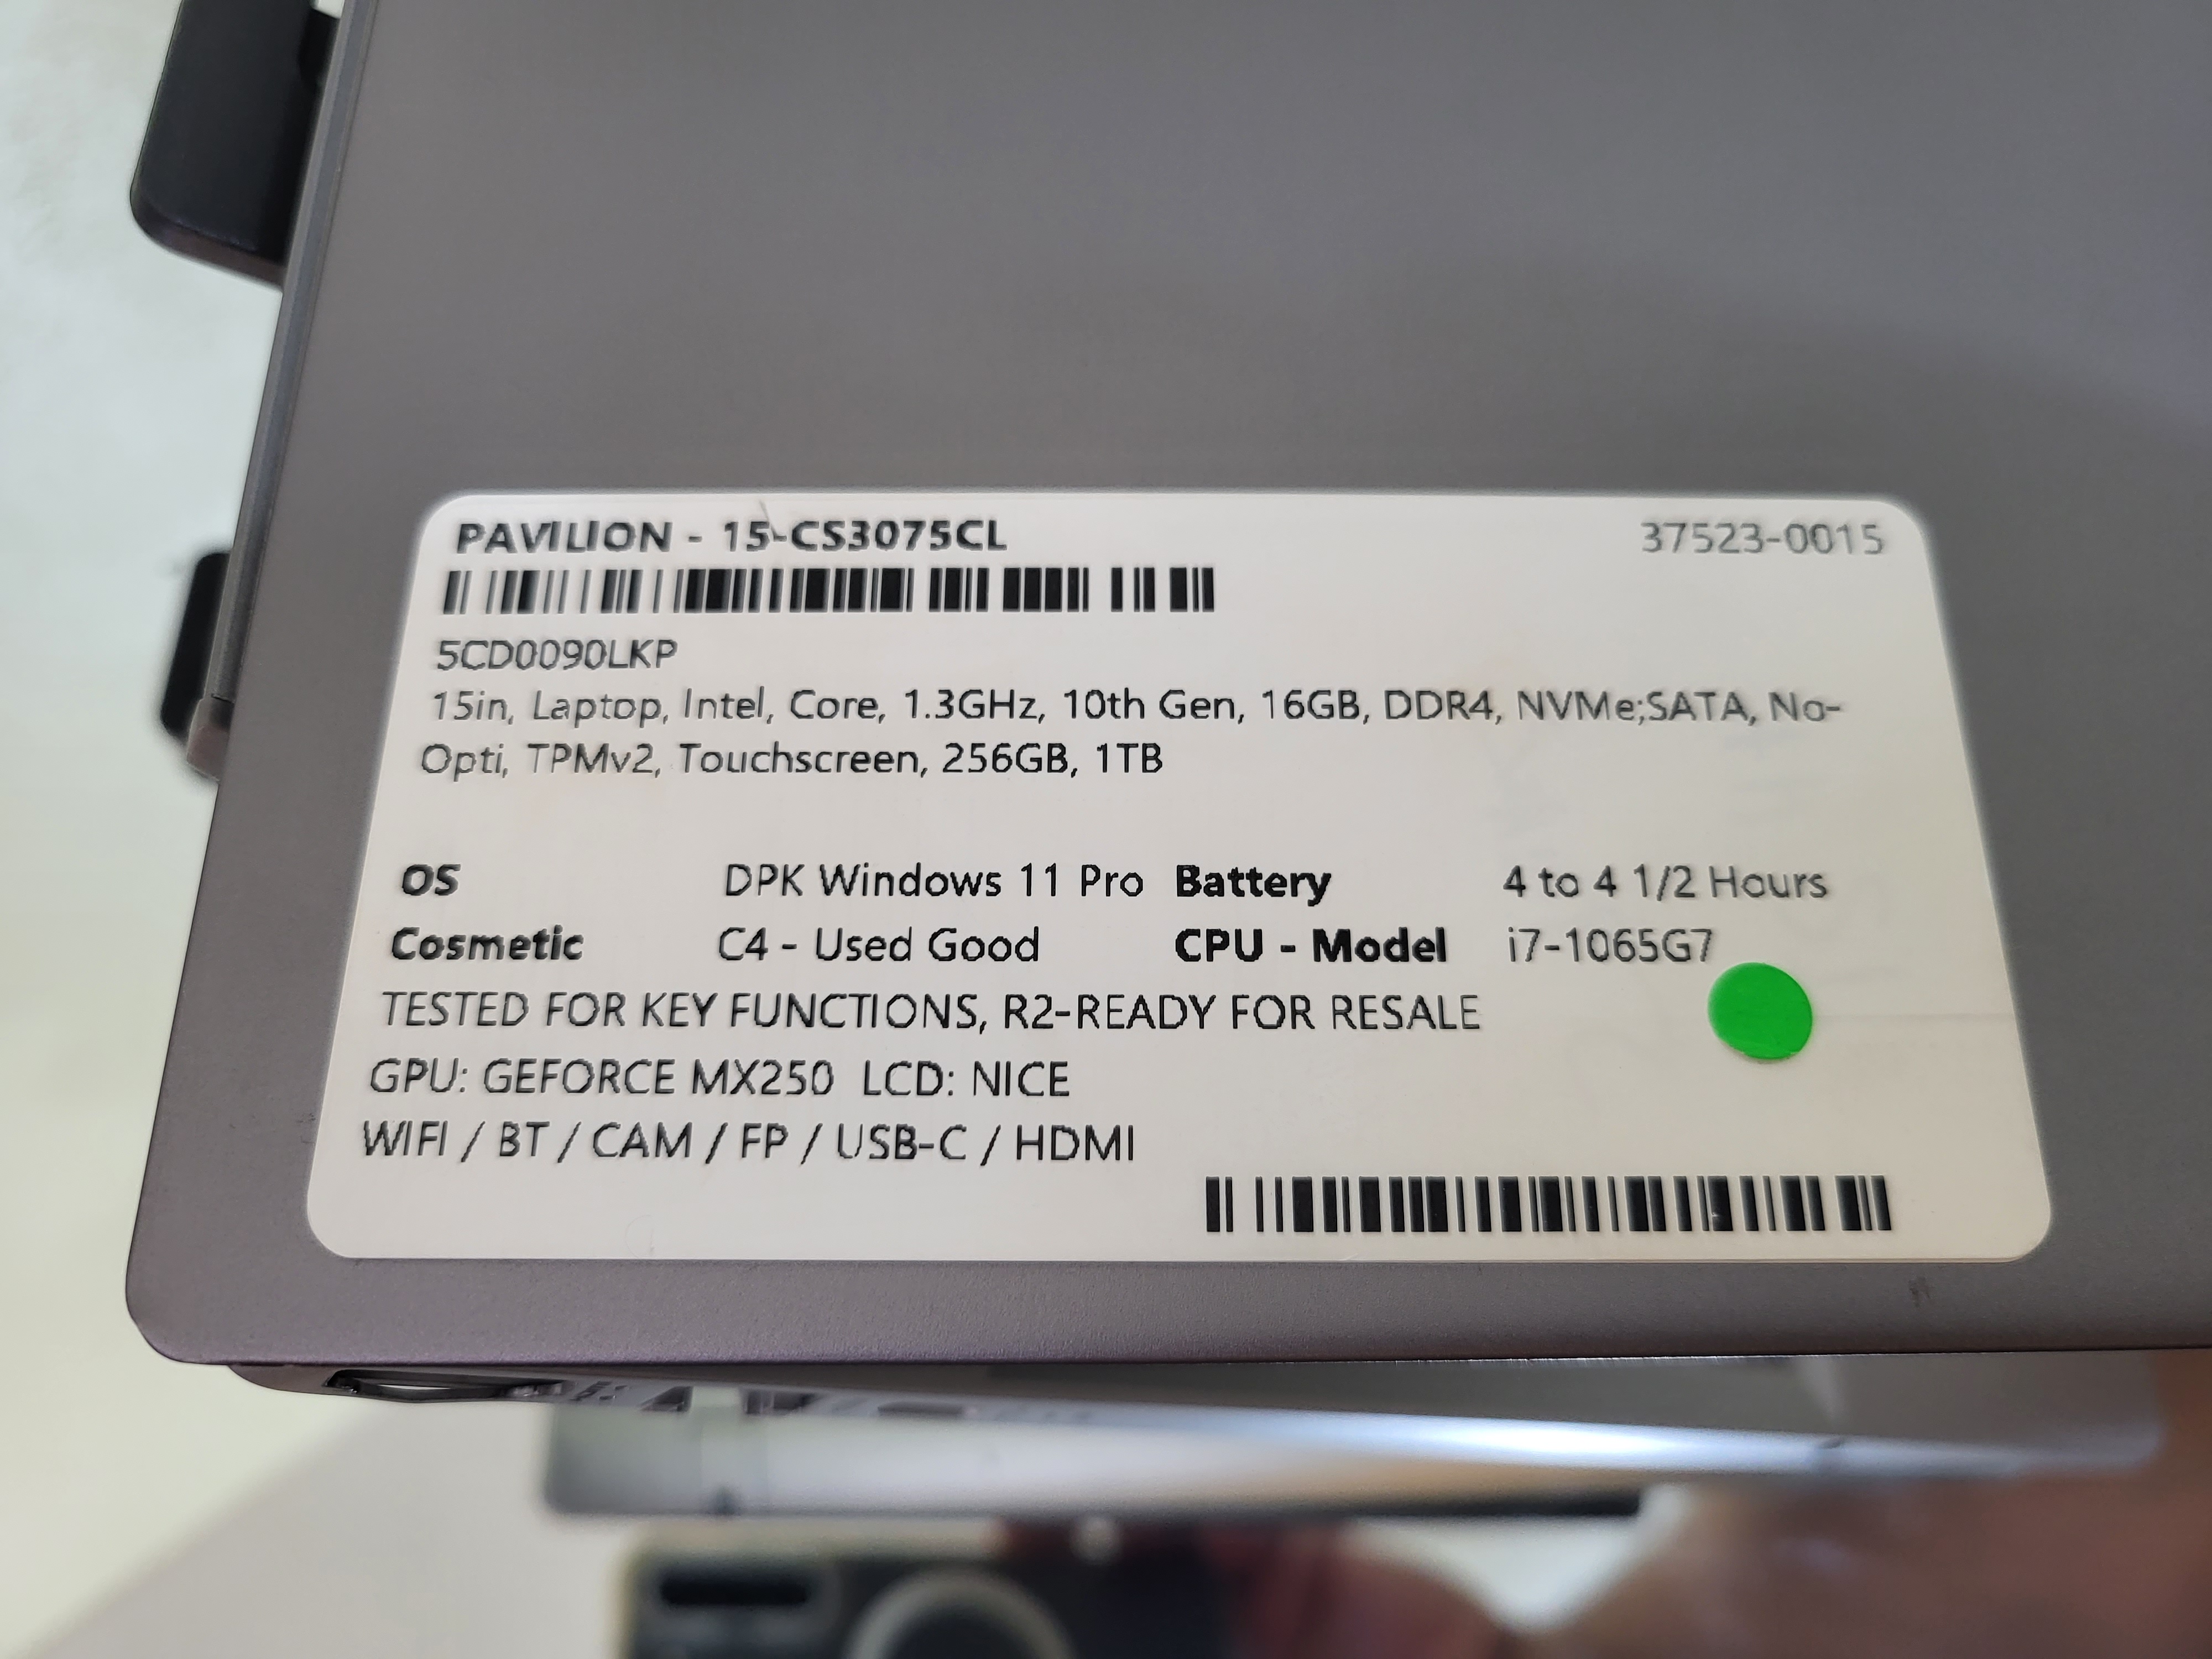 PAVILION - 15-CS3075CL 37523-0015
5CD0090LKP
15in, Laptop, Intel, Core, 1.3GHz, 10th Gen, 16GB, DDR4, NVMe;SATA, No-
Opti, TPMv2, Touchscreen, 256GB, 1TB
OS DPK Windows 11 Pro Battery 4 to 4 1/2 Hours
Cosmetic C4 - Used Good CPU - Model i7-1065G7
TESTED FOR KEY FUNCTIONS, R2-READY FOR RESALE
GPU: GEFORCE MX250 LCD: NICE
WIFI / BT / CAM / FP / USB-C / HDMI